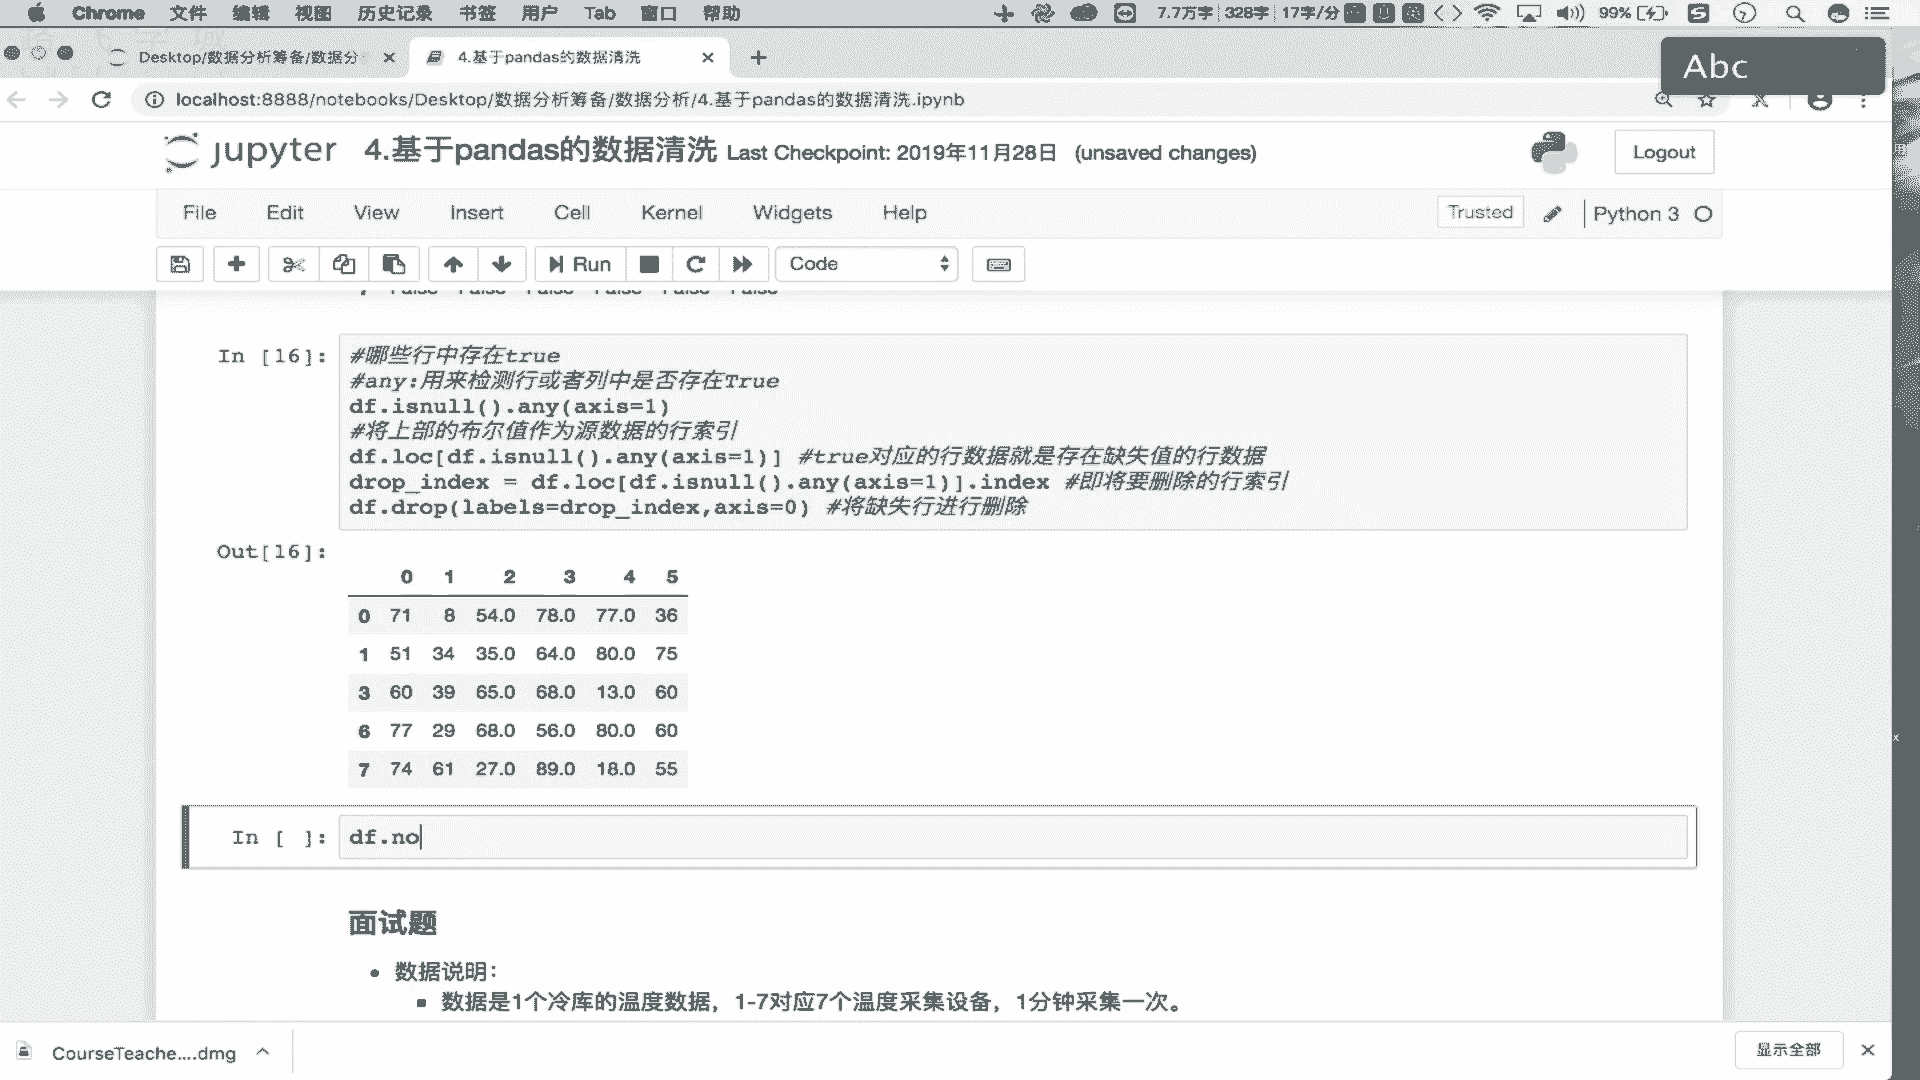 Chrome 文件 编辑 视图 历史记录 书签 用户 Tab 窗口 帮助 7.7万字 328字 17字/分 99%
Desktop/数据分析筹备/数据分 4.基于pandas的数据清洗
Abc
localhost:8888/notebooks/Desktop/数据分析筹备/数据分析/4.基于pandas的数据清洗.ipynb
jupyter 4.基于pandas的数据清洗 Last Checkpoint: 2019年11月28日 (unsaved changes)
Logout
File Edit View Insert Cell Kernel Widgets Help
Trusted Python 3
Run Code
7 False False False False False False
In [16]:
#哪些行中存在true
#any:用来检测行或者列中是否存在True
df.isnull().any(axis=1)
#将上部的布尔值作为源数据的行索引
df.loc[df.isnull().any(axis=1)] #true对应的行数据就是存在缺失值的行数据
drop_index = df.loc[df.isnull().any(axis=1)].index #即将要删除的行索引
df.drop(labels=drop_index,axis=0) #将缺失行进行删除
Out[16]:
0 1 2 3 4 5
0 71 8 54.0 78.0 77.0 36
1 51 34 35.0 64.0 80.0 75
3 60 39 65.0 68.0 13.0 60
6 77 29 68.0 56.0 80.0 60
7 74 61 27.0 89.0 18.0 55
In [ ]: df.no
面试题
数据说明：
数据是1个冷库的温度数据，1-7对应7个温度采集设备，1分钟采集一次。
CourseTeache....dmg
显示全部